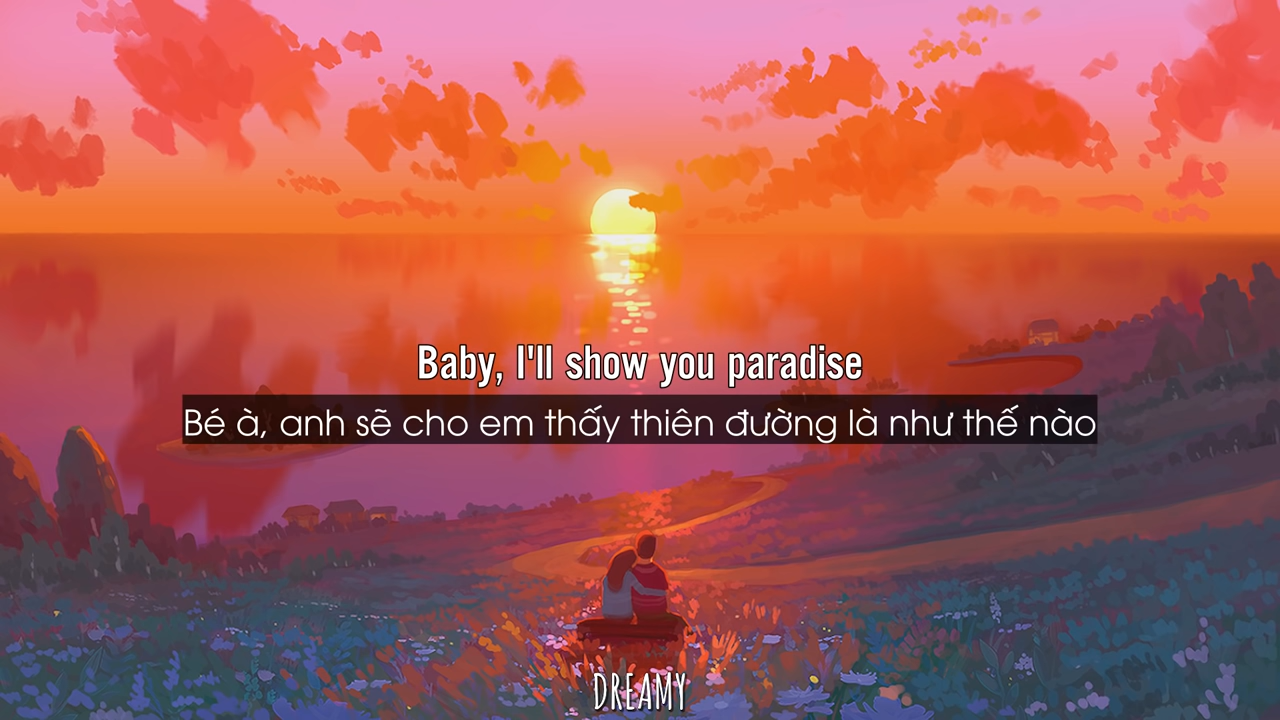 Baby, I'll show you paradise
Bé à, anh sẽ cho em thấy thiên đường là như thế nào
DREAMY